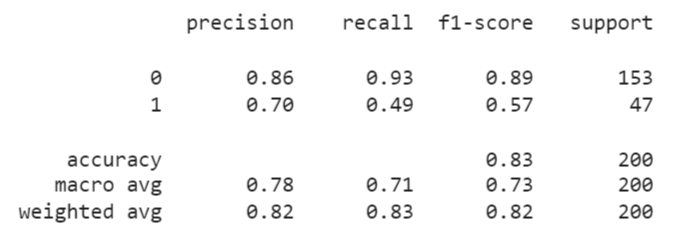 precision recall f1-score support
0 0.86 0.93 0.89 153
1 0.70 0.49 0.57 47
accuracy 0.83 200
macro avg 0.78 0.71 0.73 200
weighted avg 0.82 0.83 0.82 200